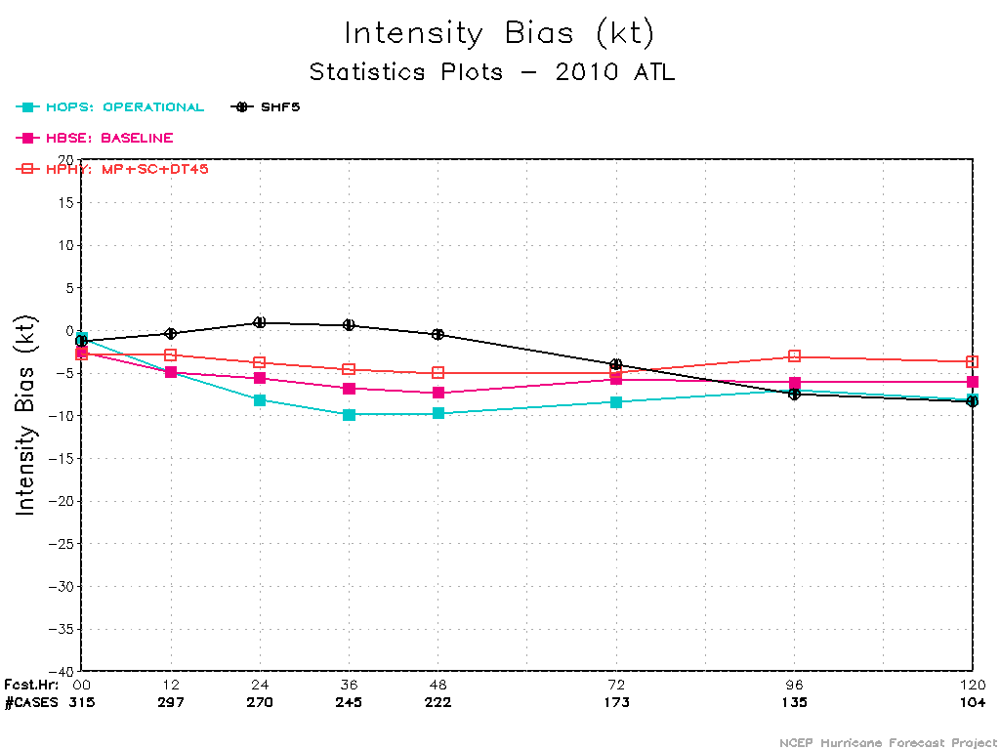 Intensity Bias (kt)
Statistics Plots - 2010 ATL
HOPS: OPERATIONAL SHF5
HBSE: BASELINE
HPHY: MP+SC+DT45
20
15
10
5
0
-5
-10
-15
-20
-25
-30
-35
-40
Intensity Bias (kt)
Fcst.Hr: 00 12 24 36 48 72 96 120
#CASES 315 297 270 245 222 173 135 104
NCEP Hurricane Forecast Project